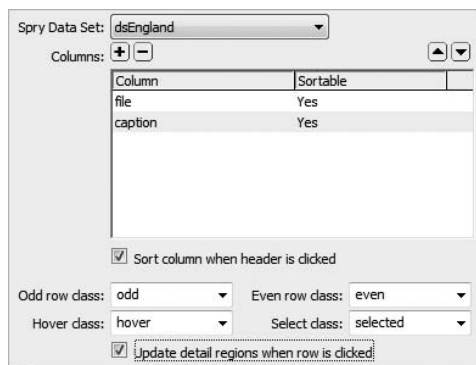 Spry Data Set: dsEngland
Columns:
Column Sortable
file Yes
caption Yes
Sort column when header is clicked
Odd row class: odd Even row class: even
Hover class: hover Select class: selected
Update detail regions when row is clicked